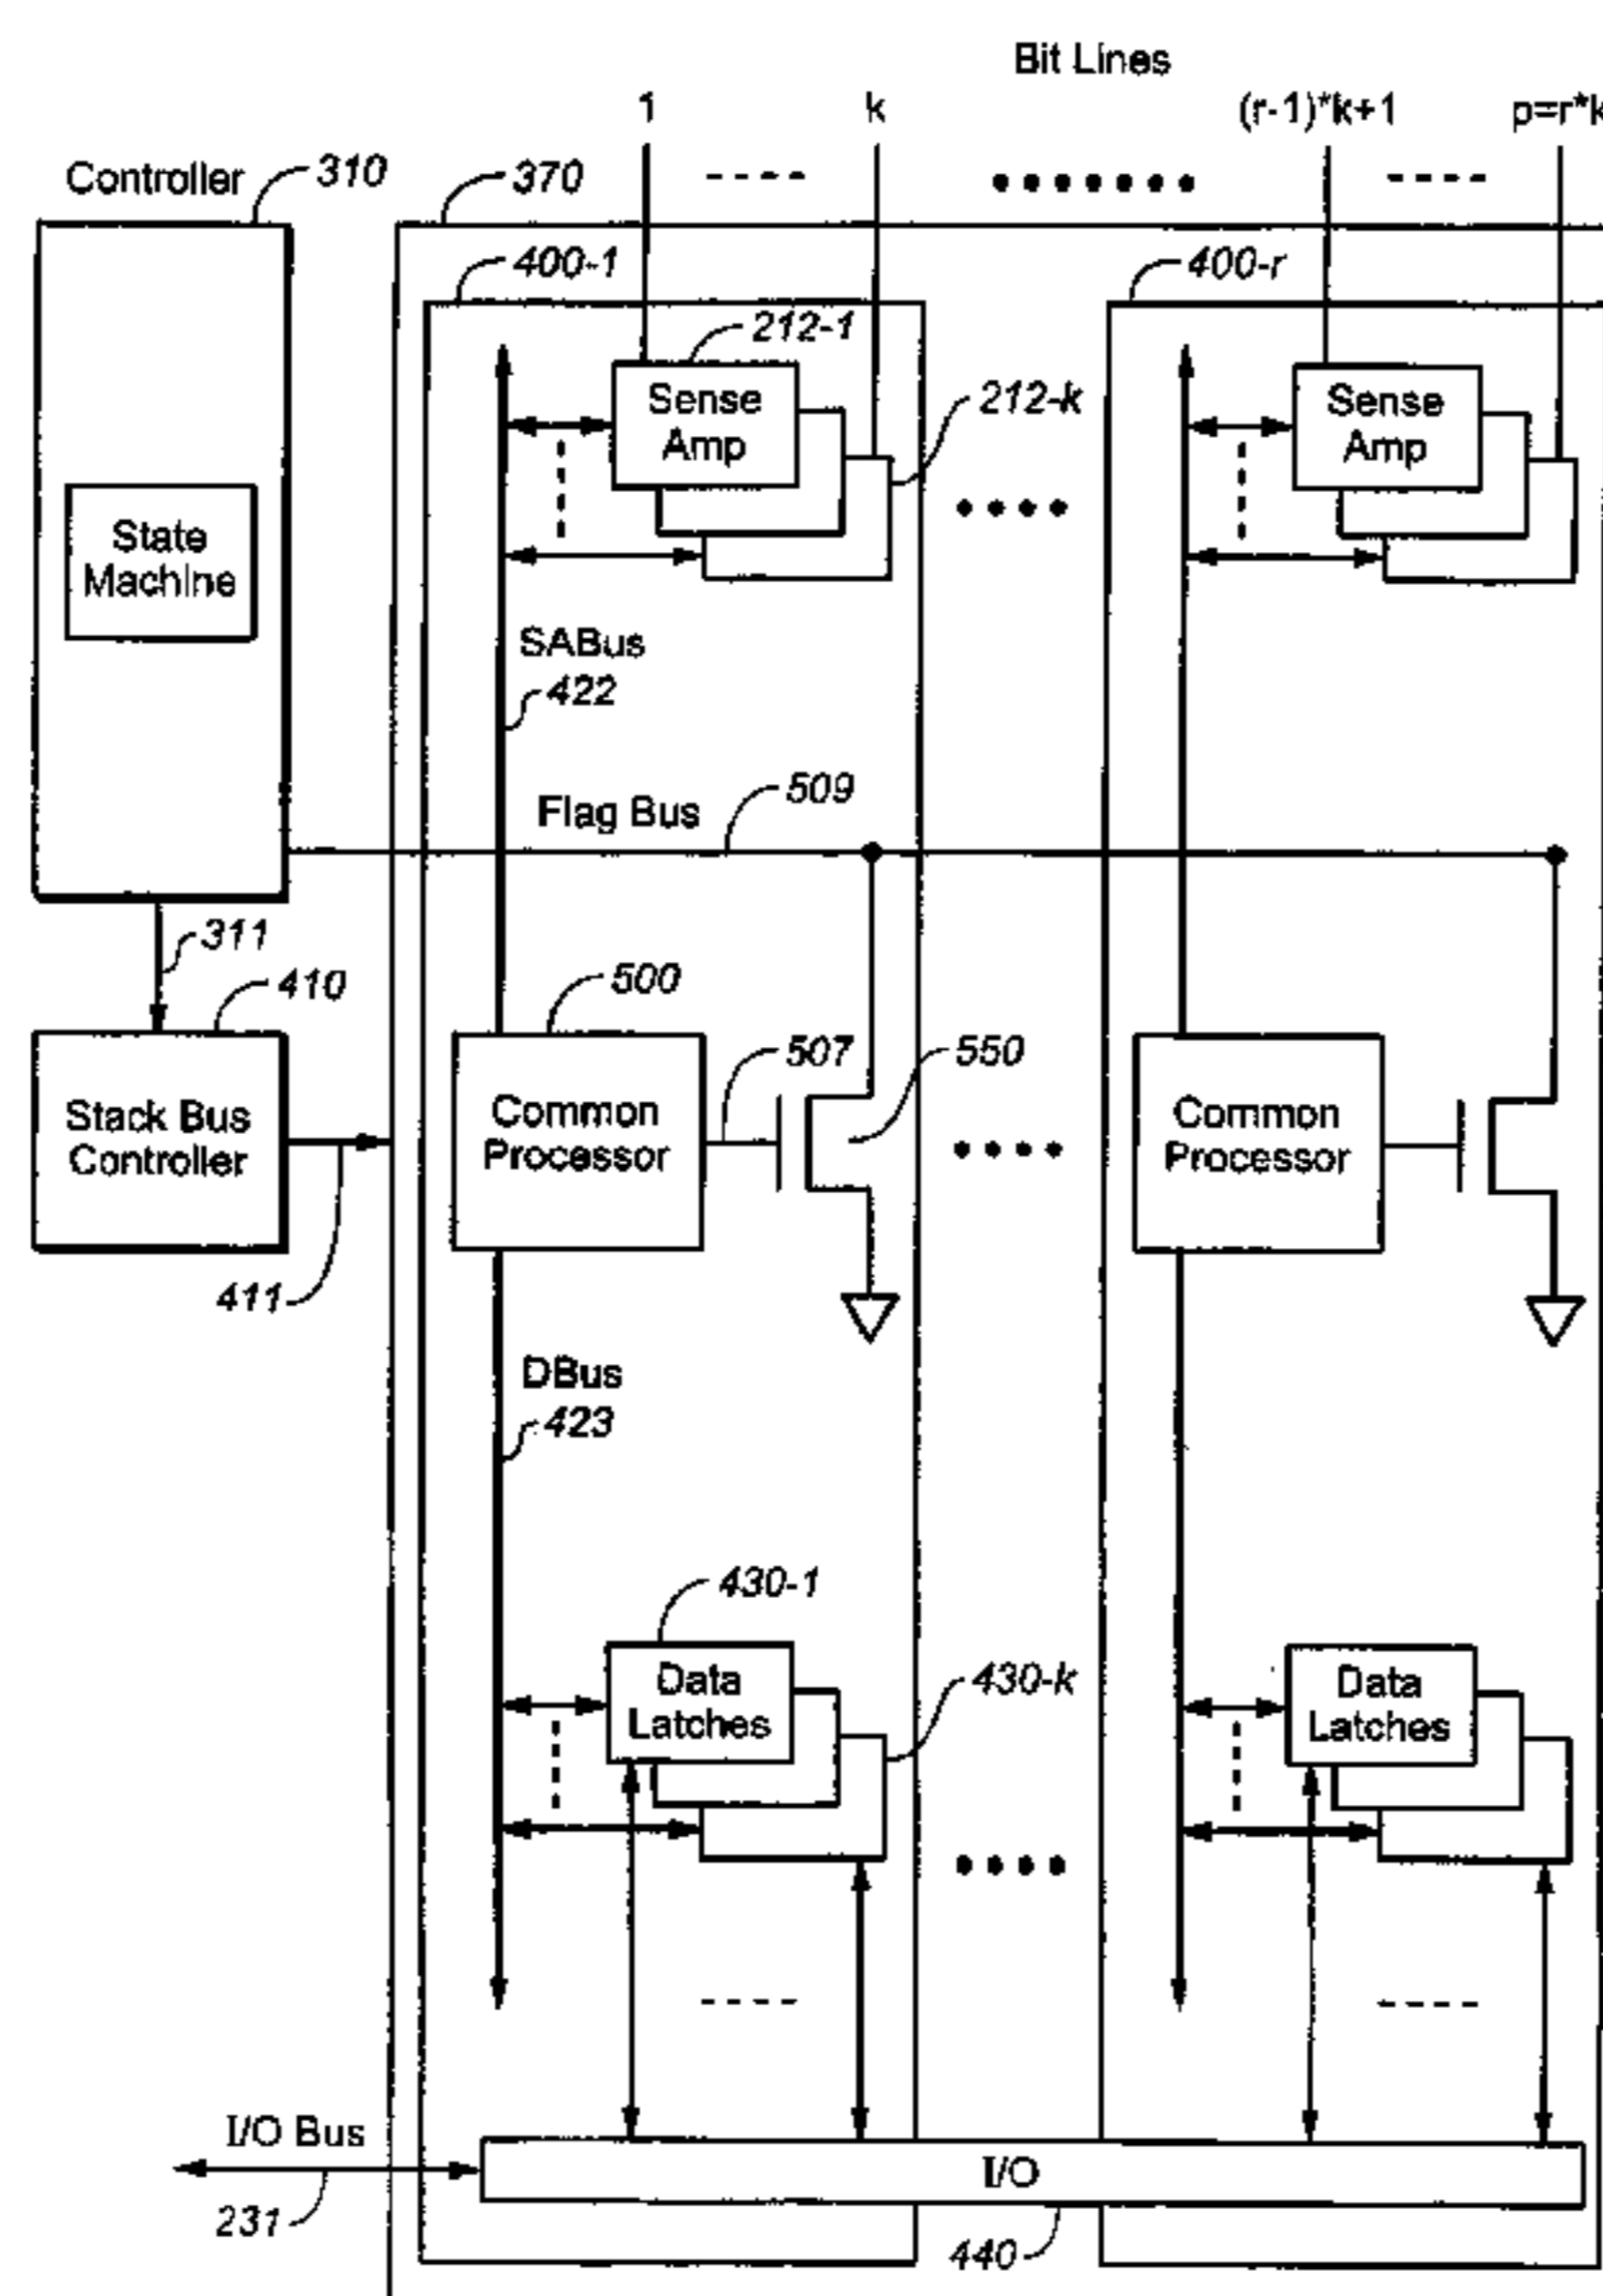 Bit Lines
1
k
(r-1)*k+1
p=r*k
Controller
310
370
400-1
400-r
212-1
Sense
Amp
212-k
Sense
Amp
State
Machine
SABus
422
Flag Bus
509
311
410
500
507
550
Stack Bus
Controller
Common
Processor
Common
Processor
411
DBus
423
430-1
Data
Latches
430-k
Data
Latches
I/O Bus
I/O
231
440